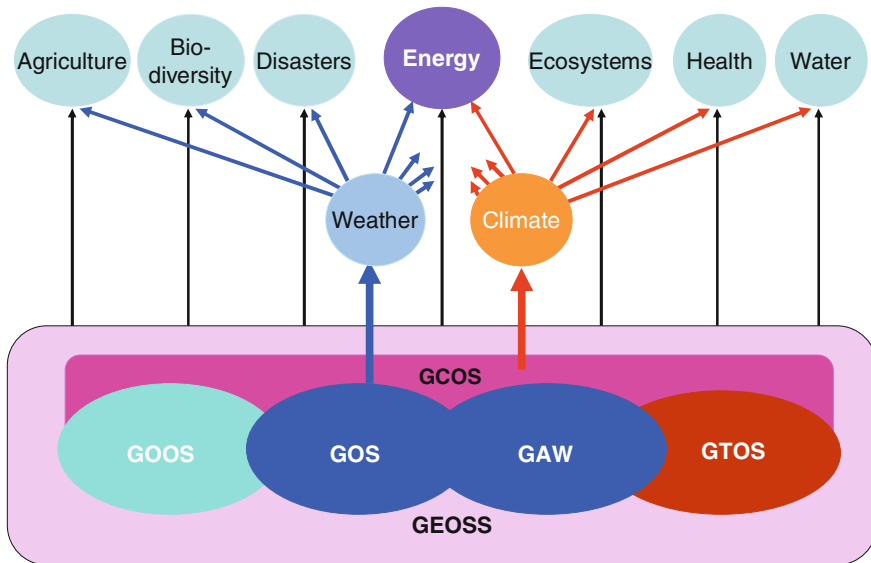 Agriculture
Bio-
diversity
Disasters
Energy
Ecosystems
Health
Water
Weather
Climate
GCOS
GOOS
GOS
GAW
GTOS
GEOSS